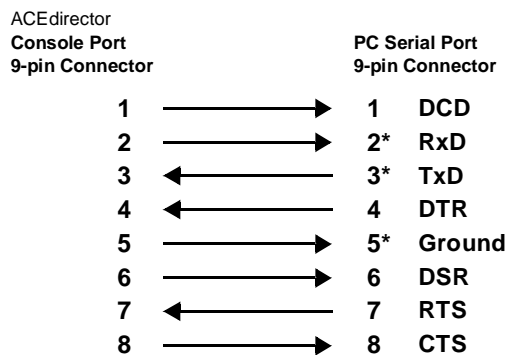 ACEdirector
Console Port
9-pin Connector
PC Serial Port
9-pin Connector
1 1 DCD
2 2* RxD
3 3* TxD
4 4 DTR
5 5* Ground
6 6 DSR
7 7 RTS
8 8 CTS